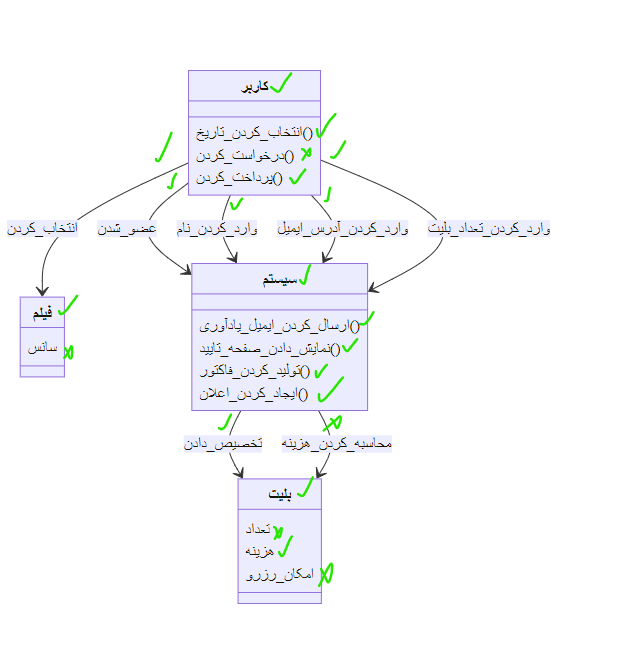 کاربر
انتخاب_کردن_تاریخ()
درخواست_کردن()
پرداخت_کردن()
انتخاب_کردن
عضو_شدن
وارد_کردن_نام
وارد_کردن_آدرس_ایمیل
وارد_کردن_تعداد_بلیت
سیستم
ارسال_کردن_ایمیل_یادآوری()
نمایش_دادن_صفحه_تایید()
تولید_کردن_فاکتور()
ایجاد_کردن_اعلان()
فیلم
سانس
تخصیص_دادن
محاسبه_کردن_هزینه
بلیت
تعداد
هزینه
امکان_رزرو